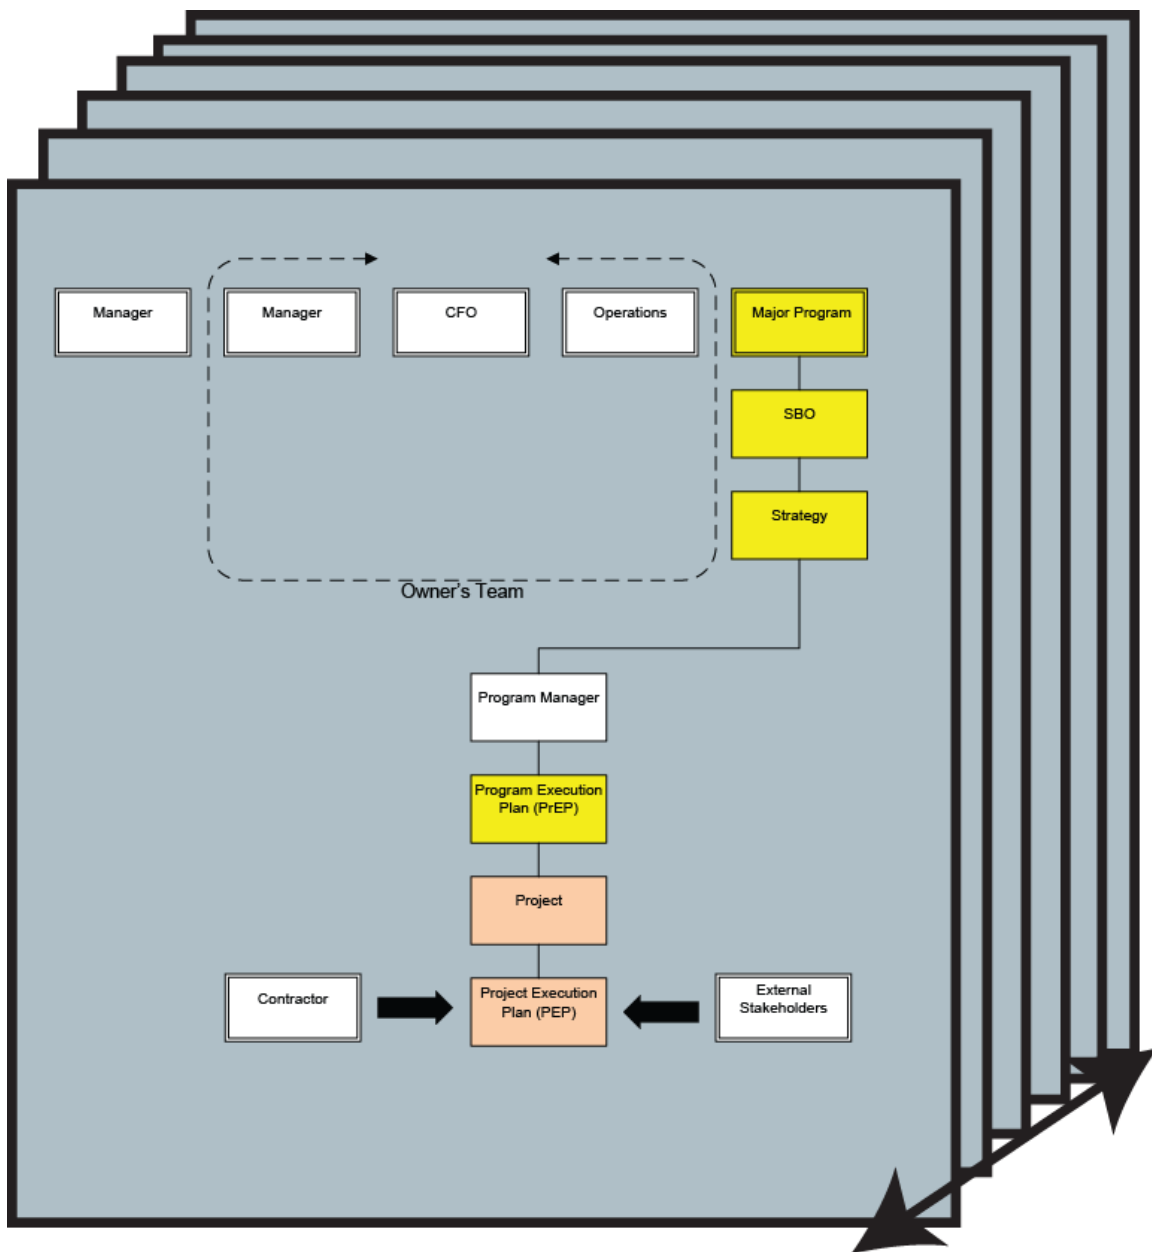 Manager
Manager
CFO
Operations
Major Program
SBO
Strategy
Owner's Team
Program Manager
Program Execution
Plan (PrEP)
Project
Contractor
Project Execution
Plan (PEP)
External
Stakeholders